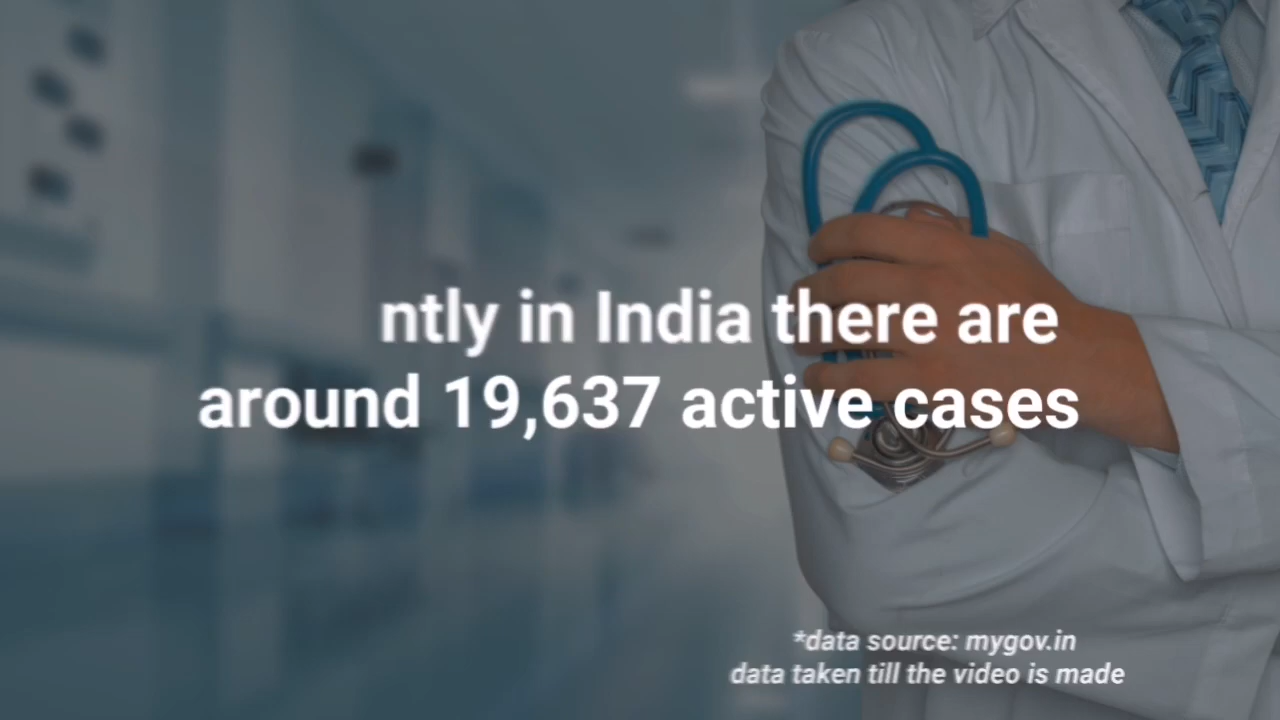 ntly in India there are
around 19,637 active cases
*data source: mygov.in
data taken till the video is made